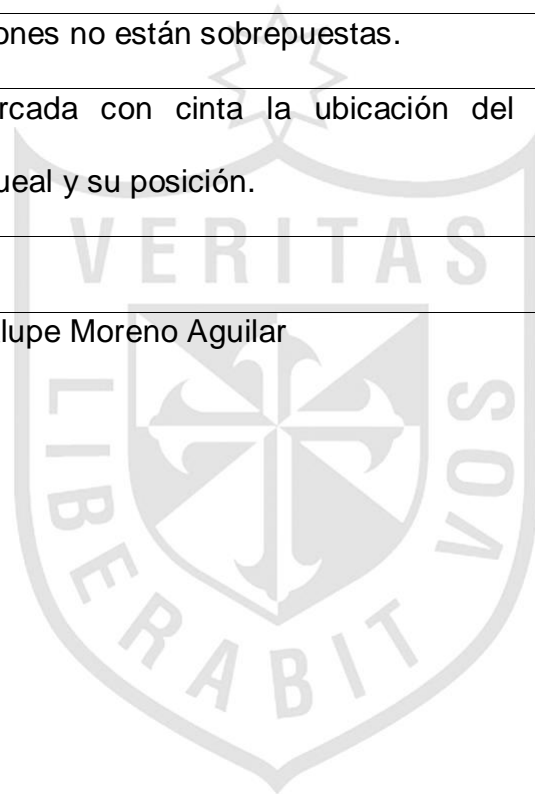 ones no están sobrepuestas.
rcada con cinta la ubicación del
ueal y su posición.
lupe Moreno Aguilar
VERITAS
LIBERABIT
VOS